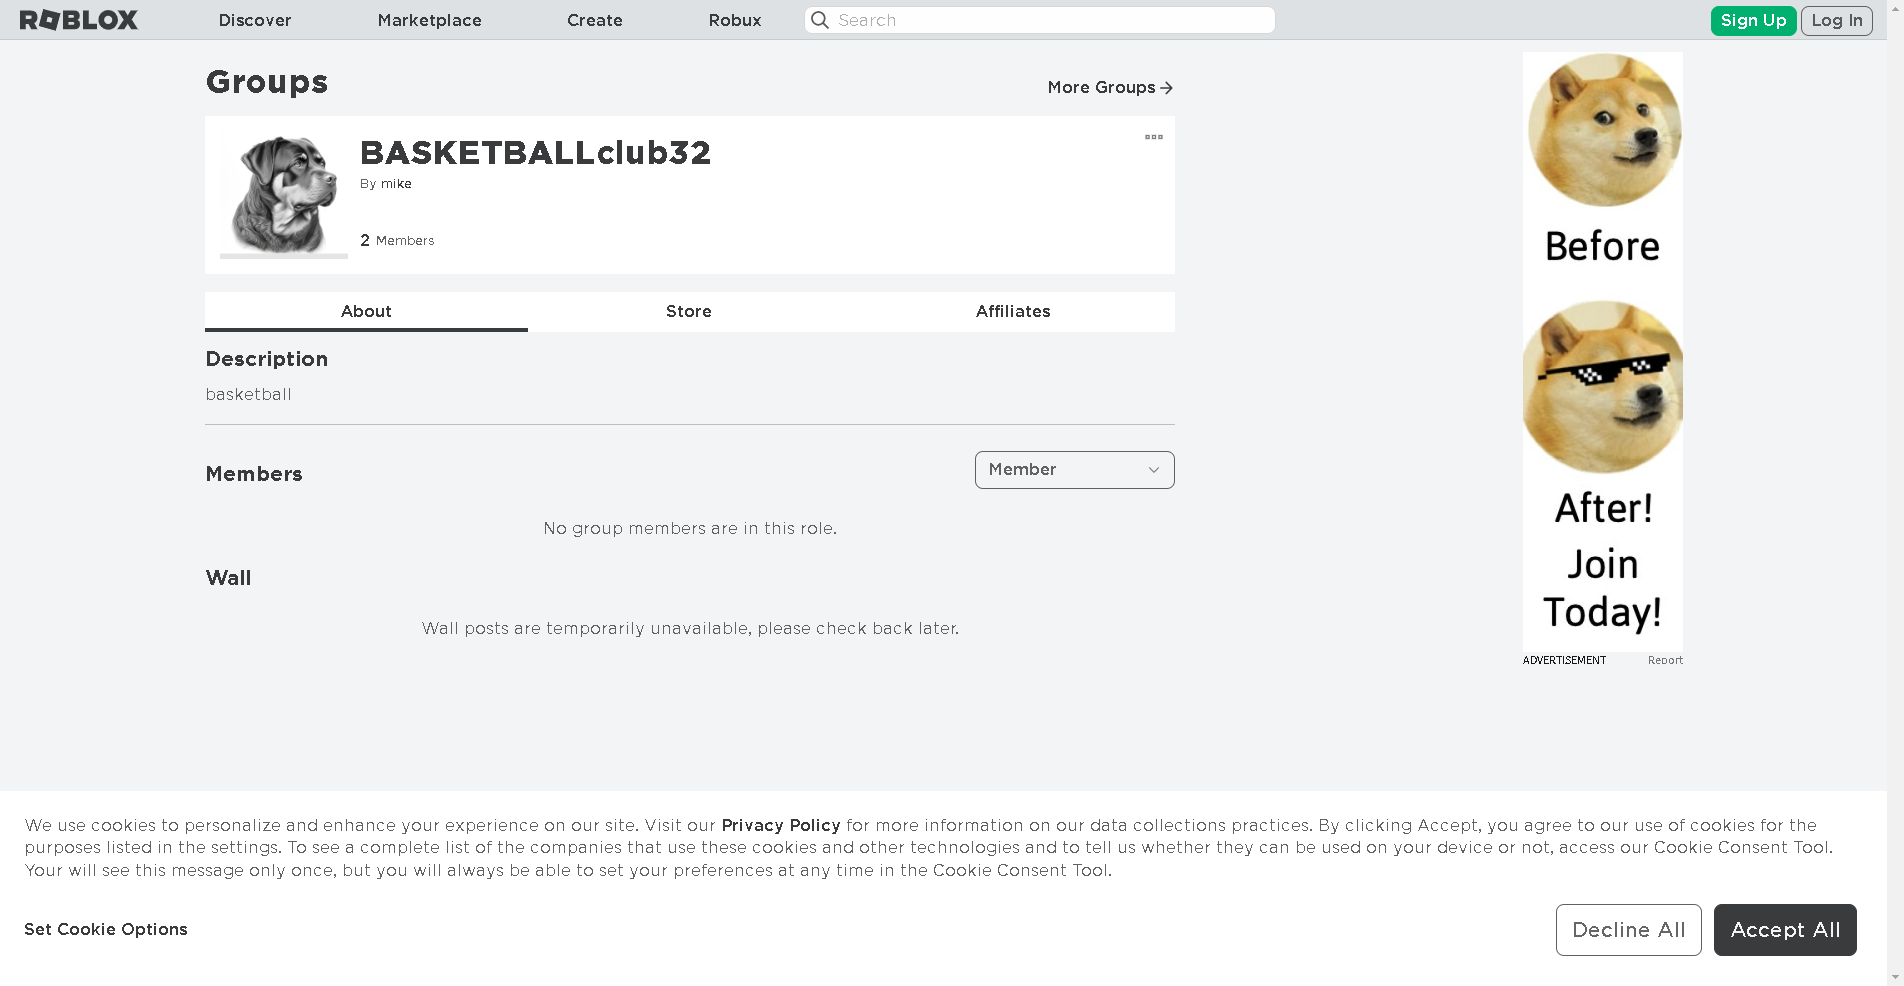 ROBLOX Discover Marketplace Create Robux Search Sign Up Log In
Groups
More Groups
BASKETBALLclub32
By mike
2 Members
About Store Affiliates
Description
basketball
Members
Member
No group members are in this role.
Wall
Wall posts are temporarily unavailable, please check back later.
Before
After!
Join
Today!
ADVERTISEMENT Report
We use cookies to personalize and enhance your experience on our site. Visit our Privacy Policy for more information on our data collections practices. By clicking Accept, you agree to our use of cookies for the
purposes listed in the settings. To see a complete list of the companies that use these cookies and other technologies and to tell us whether they can be used on your device or not, access our Cookie Consent Tool.
Your will see this message only once, but you will always be able to set your preferences at any time in the Cookie Consent Tool.
Set Cookie Options
Decline All
Accept All